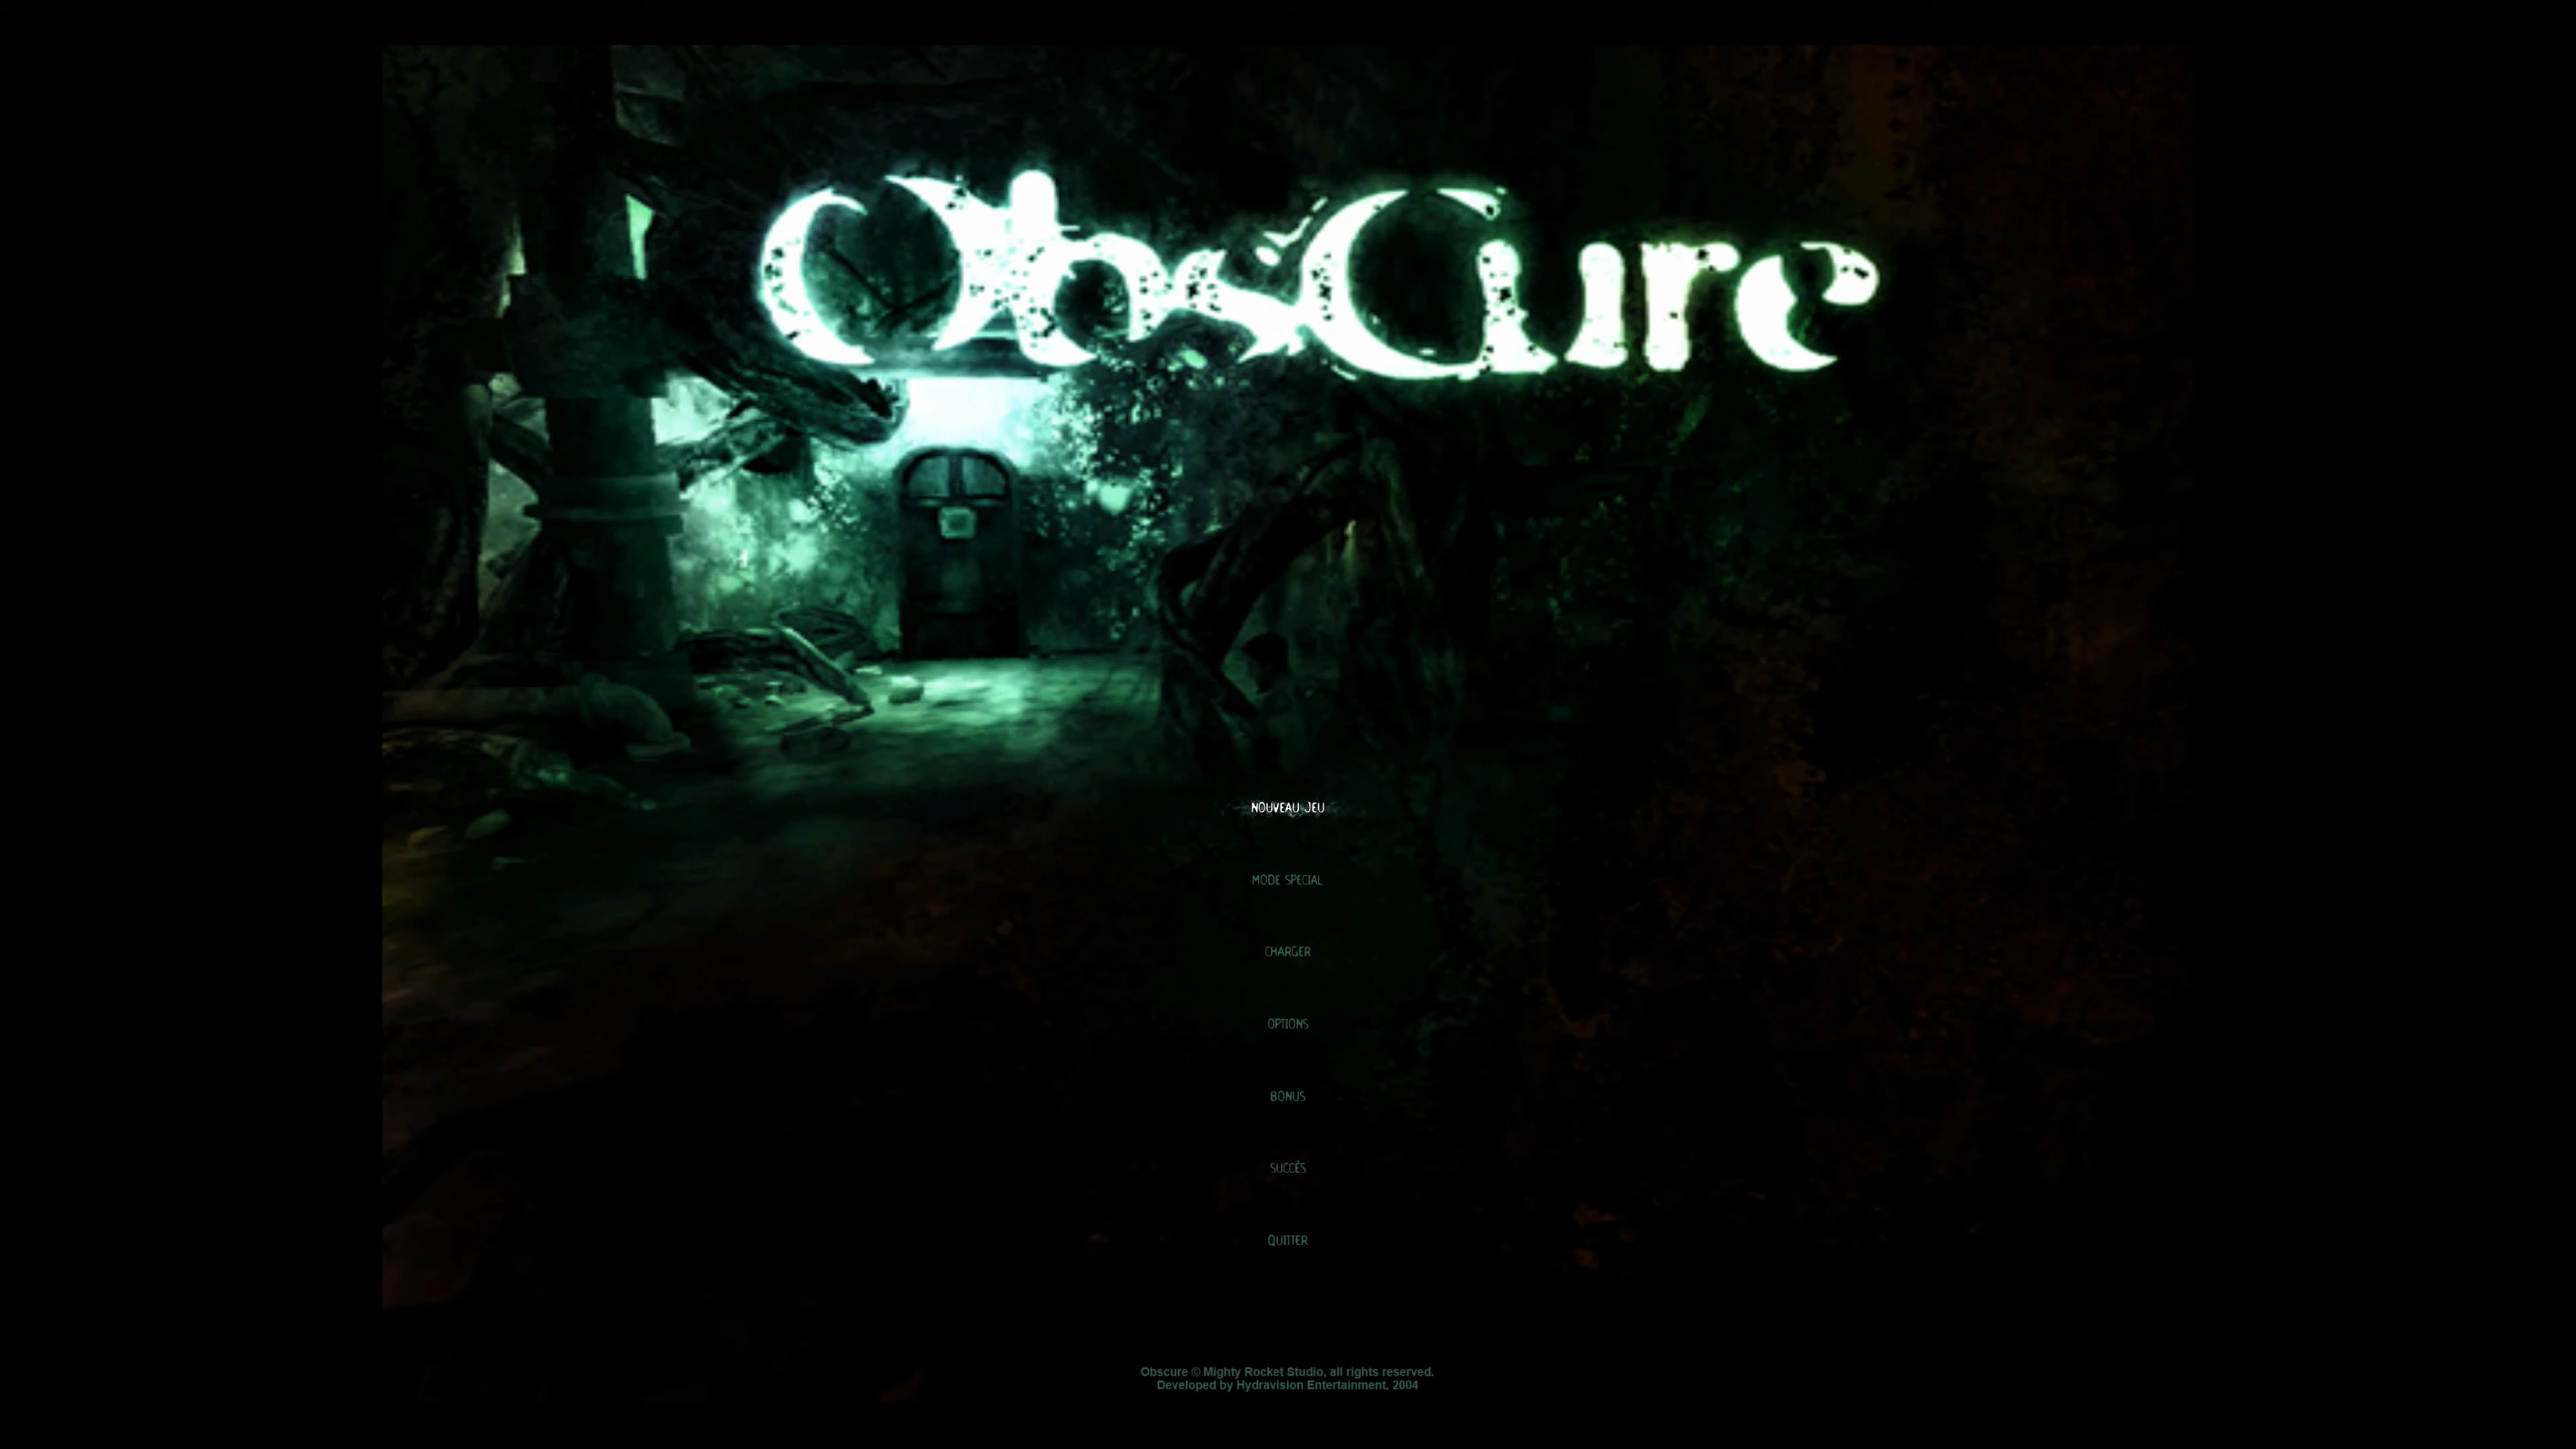 ObsCure
NOUVEAU JEU
MODE SPECIAL
CHARGER
OPTIONS
BONUS
SUCCÈS
QUITTER
Obscure © Mighty Rocket Studio, all rights reserved.
Developed by Hydravision Entertainment, 2004